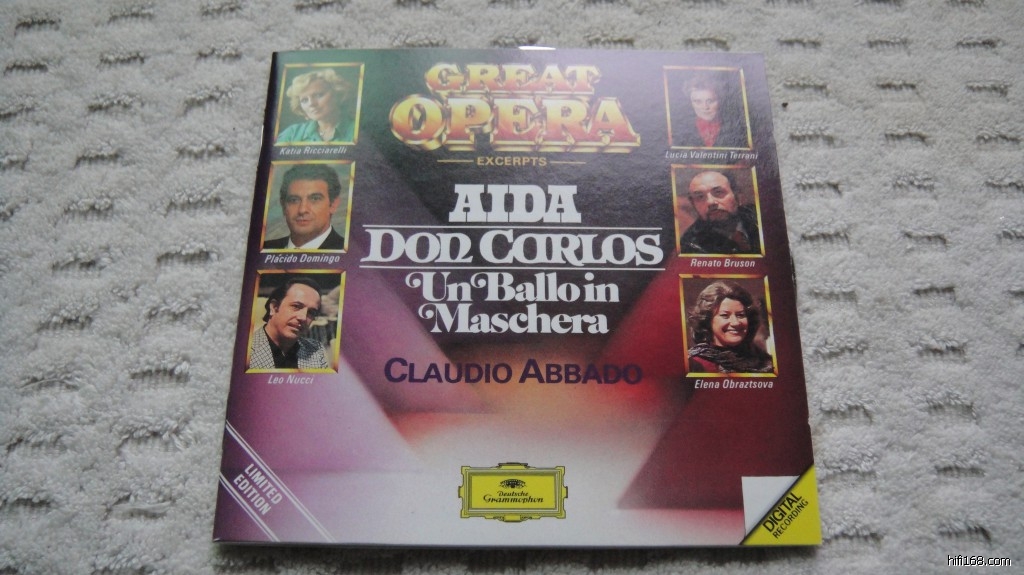 GREAT
OPERA
EXCERPTS
AIDA
DON CARLOS
Un Ballo in
Maschera
CLAUDIO ABBADO
Katia Ricciarelli
Plácido Domingo
Leo Nucci
Lucia Valentini Terrani
Renato Bruson
Elena Obraztsova
LIMITED
EDITION
Deutsche
Grammophon
DIGITAL
RECORDING
hifi168.com